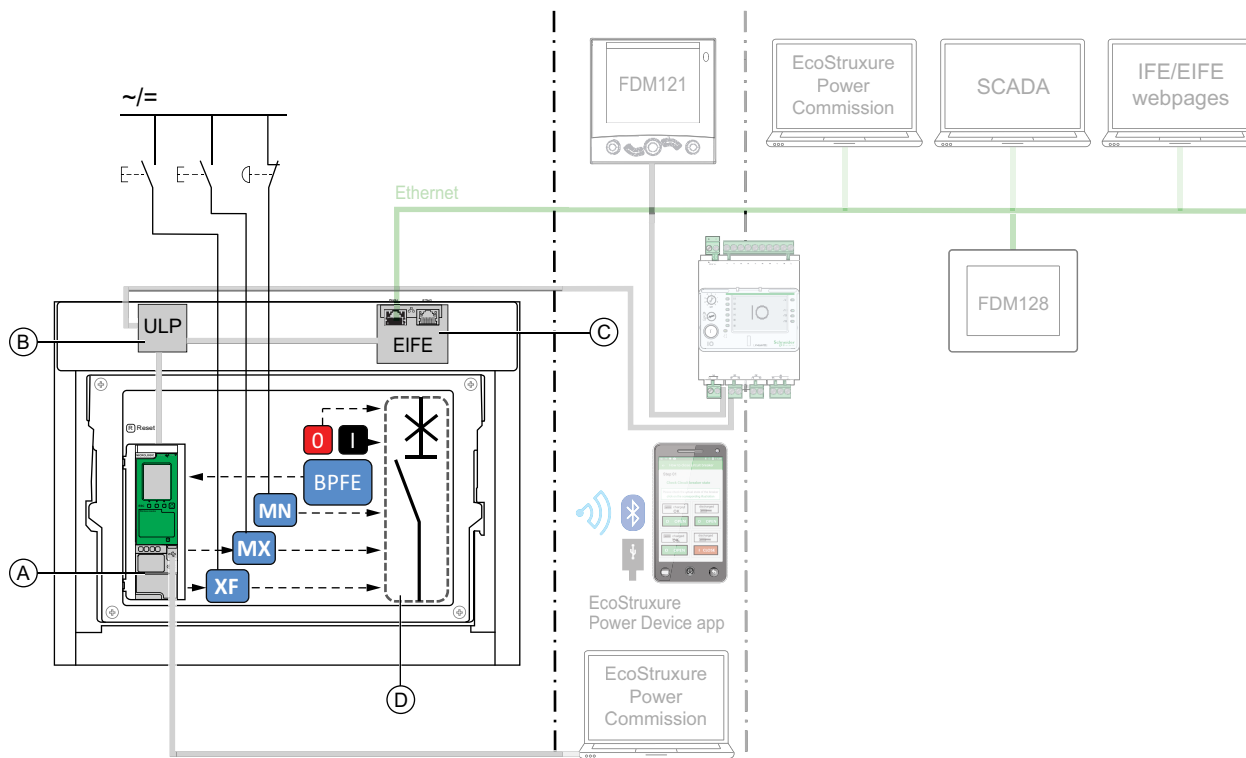 ~/=
FDM121
EcoStruxure
Power
Commission
SCADA
IFE/EIFE
webpages
Ethernet
FDM128
ULP
EIFE
B
C
IO
I/O
R Reset
0
I
BPFE
MN
MX
XF
A
D
EcoStruxure
Power Device app
EcoStruxure
Power
Commission